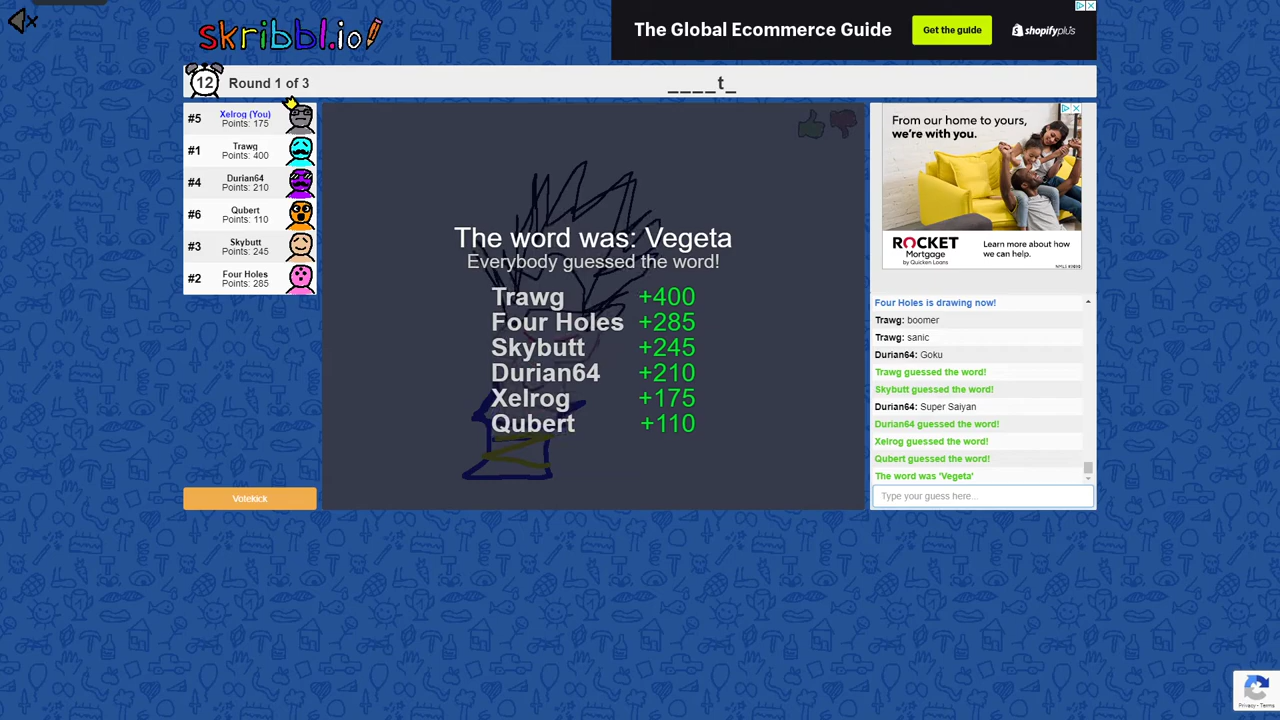 skribbl.io
The Global Ecommerce Guide
Get the guide
shopifyplus
12
Round 1 of 3
____t_
#5
Xelrog (You)
Points: 175
#1
Trawg
Points: 400
#4
Durian64
Points: 210
#6
Qubert
Points: 110
#3
Skybutt
Points: 245
#2
Four Holes
Points: 285
Votekick
The word was: Vegeta
Everybody guessed the word!
Trawg +400
Four Holes +285
Skybutt +245
Durian64 +210
Xelrog +175
Qubert +110
From our home to yours,
we're with you.
ROCKET
Mortgage
by Quicken Loans
Learn more about how
we can help.
Four Holes is drawing now!
Trawg: boomer
Trawg: sanic
Durian64: Goku
Trawg guessed the word!
Skybutt guessed the word!
Durian64: Super Saiyan
Durian64 guessed the word!
Xelrog guessed the word!
Qubert guessed the word!
The word was 'Vegeta'
Type your guess here...
Privacy - Terms